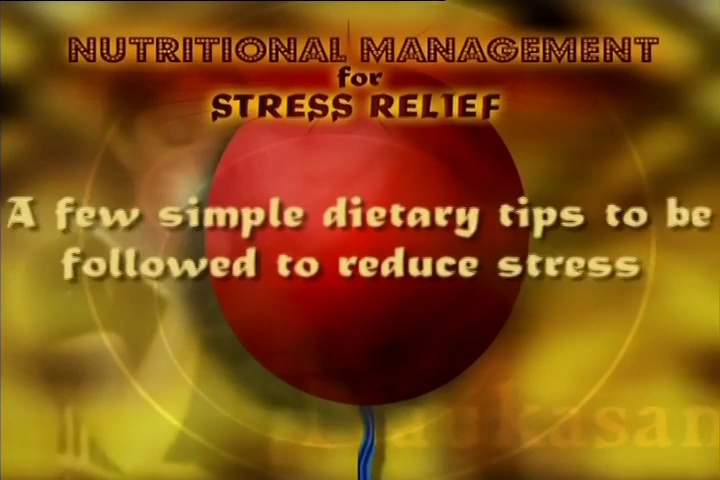 NUTRITIONAL MANAGEMENT
for
STRESS RELIEF
A few simple dietary tips to be
followed to reduce stress